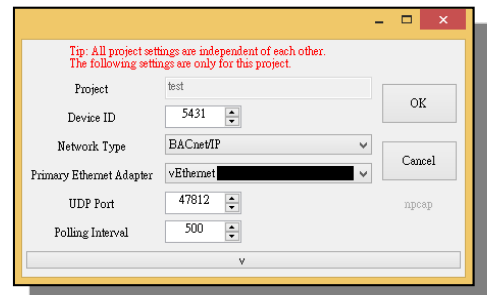 Tip: All project settings are independent of each other.
The following settings are only for this project.
Project test
OK
Device ID 5431
Network Type BACnet/IP
Cancel
Primary Ethernet Adapter vEthernet
UDP Port 47812 npcap
Polling Interval 500
v